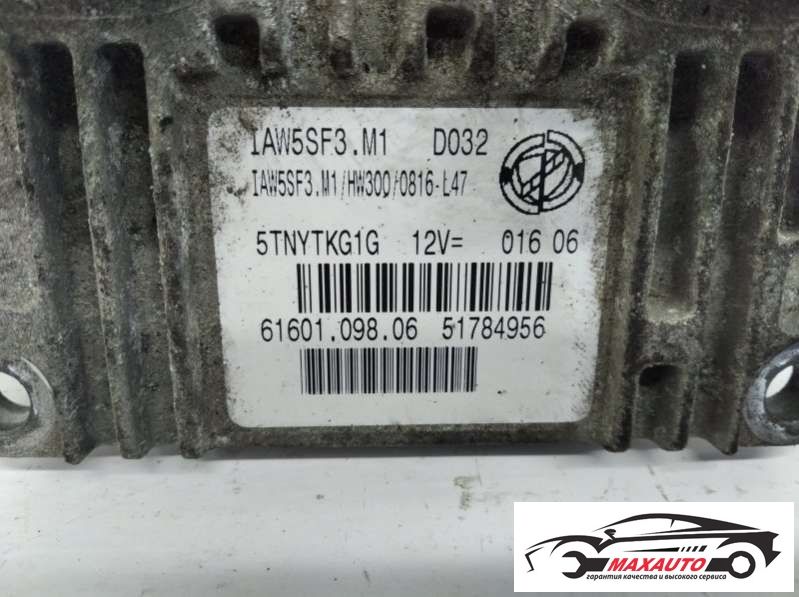 IAW5SF3.M1 D032
IAW5SF3.M1/HW300/0816-L47
5TNYTKG1G 12V= 016 06
61601.098.06 51784956
MAXAUTO
гарантия качества и высокого сервиса